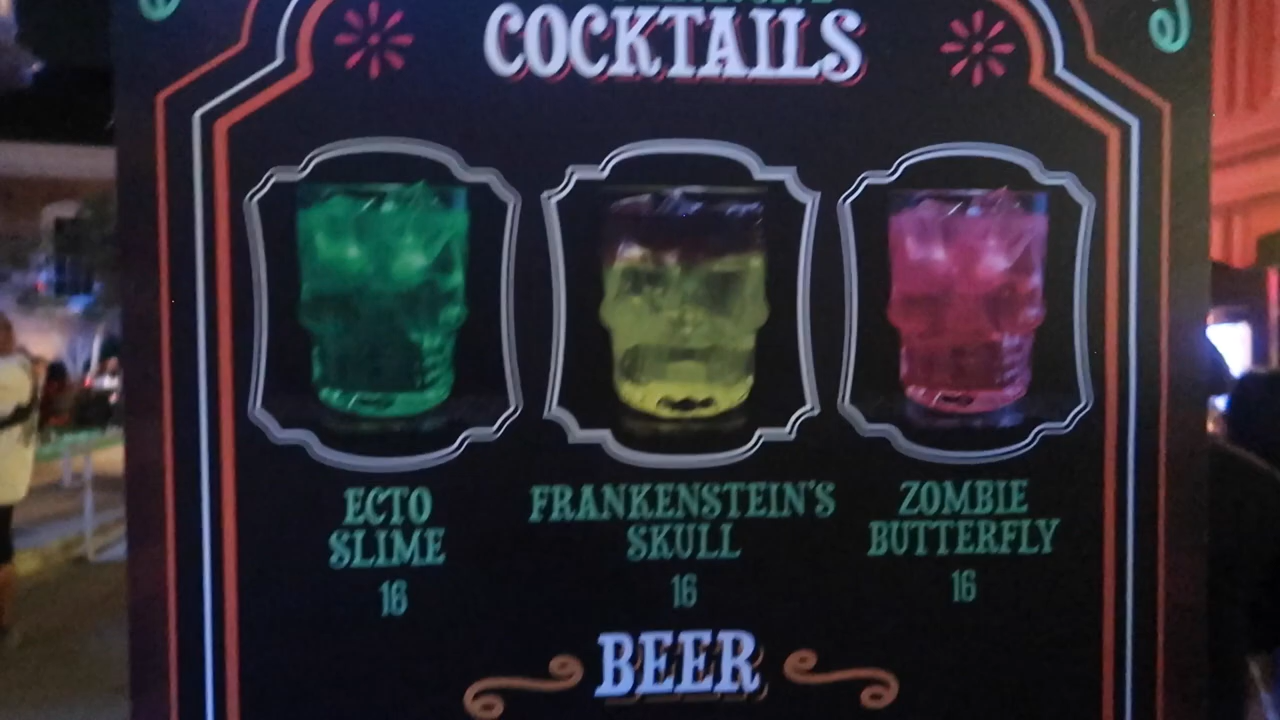 COCKTAILS
ECTO
SLIME
16
FRANKENSTEIN'S
SKULL
16
ZOMBIE
BUTTERFLY
16
BEER